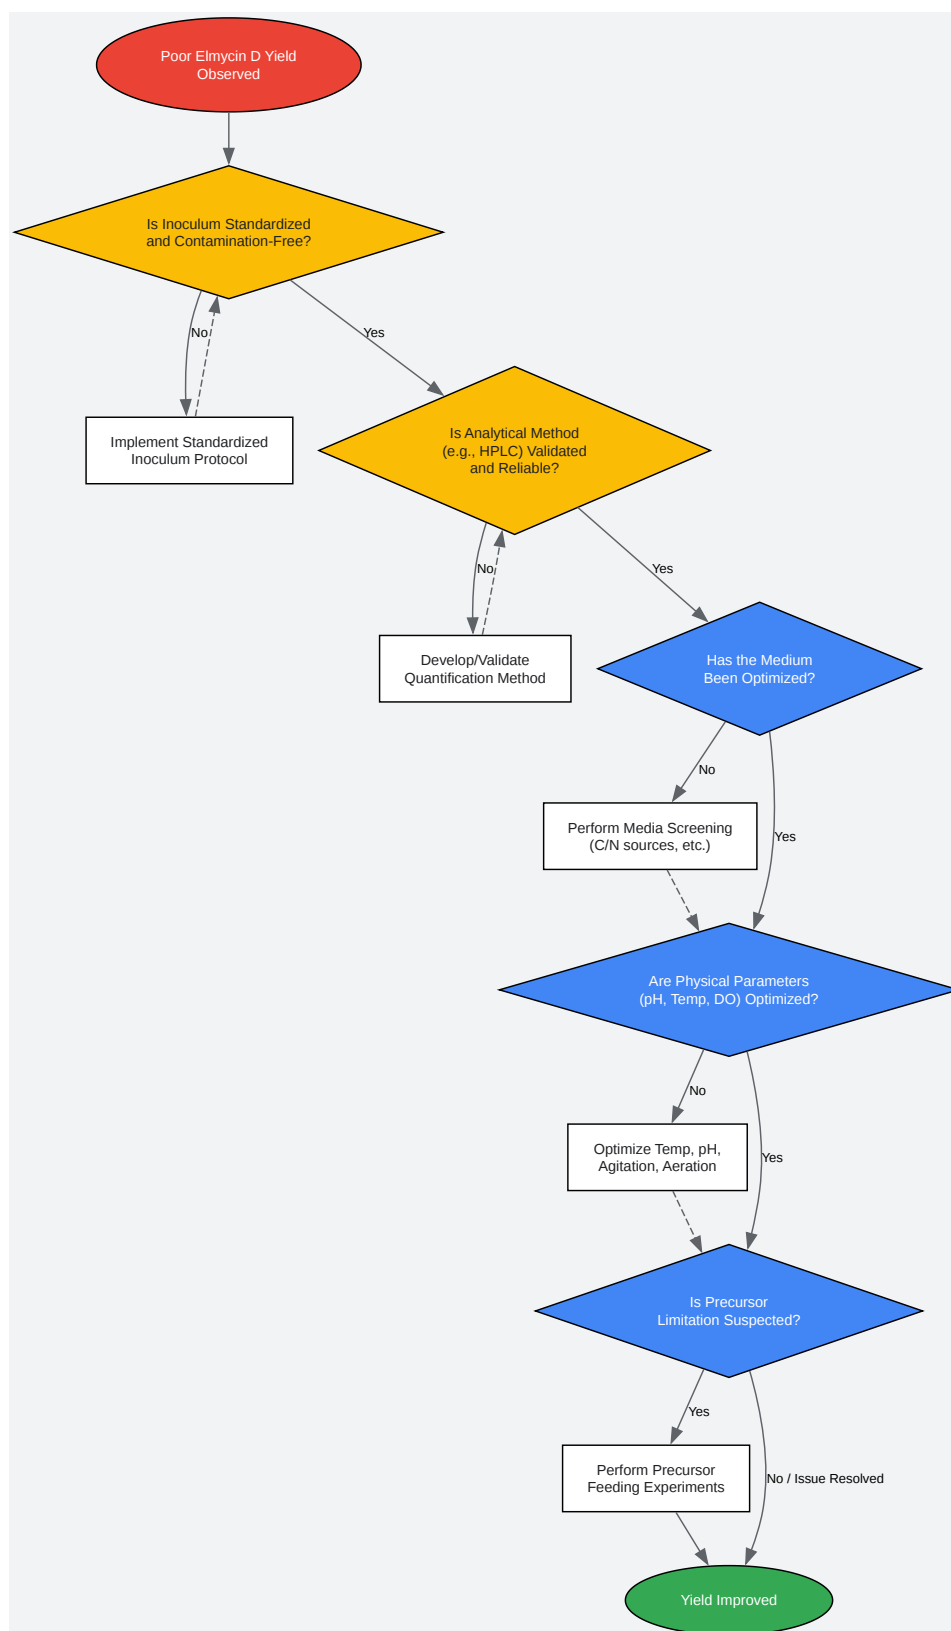 Poor Elmycin D Yield
Observed
Is Inoculum Standardized
and Contamination-Free?
No
Yes
Implement Standardized
Inoculum Protocol
Is Analytical Method
(e.g., HPLC) Validated
and Reliable?
No
Yes
Develop/Validate
Quantification Method
Has the Medium
Been Optimized?
No
Perform Media Screening
(C/N sources, etc.)
Yes
Are Physical Parameters
(pH, Temp, DO) Optimized?
No
Optimize Temp, pH,
Agitation, Aeration
Yes
Is Precursor
Limitation Suspected?
Yes
Perform Precursor
Feeding Experiments
No / Issue Resolved
Yield Improved